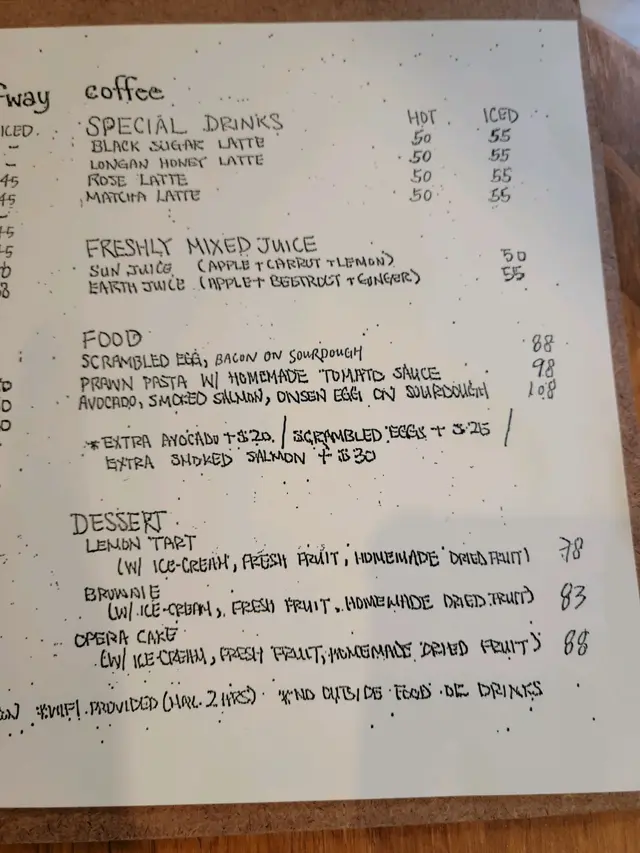 fway coffee
ICED.
SPECIAL DRINKS HOT ICED
BLACK SUGAR LATTE 50 55
- LONGAN HONEY LATTE 50 55
45 ROSE LATTE 50 55
45 MATCHA LATTE 50 55
FRESHLY MIXED JUICE
SUN JUICE (APPLE + CARROT + LEMON) 50
EARTH JUICE (APPLE + BEETROOT + GINGER) 55
FOOD
SCRAMBLED EGG, BACON ON SOURDOUGH 88
PRAWN PASTA W/ HOMEMADE TOMATO SAUCE 98
AVOCADO, SMOKED SALMON, ONSEN EGG ON SOURDOUGH 108
*EXTRA AVOCADO +$20. / SCRAMBLED EGGS + $25 /
EXTRA SMOKED SALMON + $30
DESSERT
LEMON TART
(W/ ICE-CREAM, FRESH FRUIT, HOMEMADE DRIED FRUIT) 78
BROWNIE
(W/ ICE-CREAM, FRESH FRUIT, HOMEMADE DRIED FRUIT) 83
OPERA CAKE
(W/ ICE-CREAM, FRESH FRUIT, HOMEMADE DRIED FRUIT) 88
*WIFI PROVIDED (MAX. 2 HRS) *NO OUTSIDE FOOD OR DRINKS